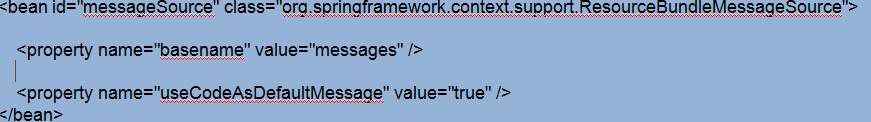 <bean id="messageSource" class="org.springframework.context.support.ResourceBundleMessageSource">
<property name="basename" value="messages" />
<property name="useCodeAsDefaultMessage" value="true" />
</bean>